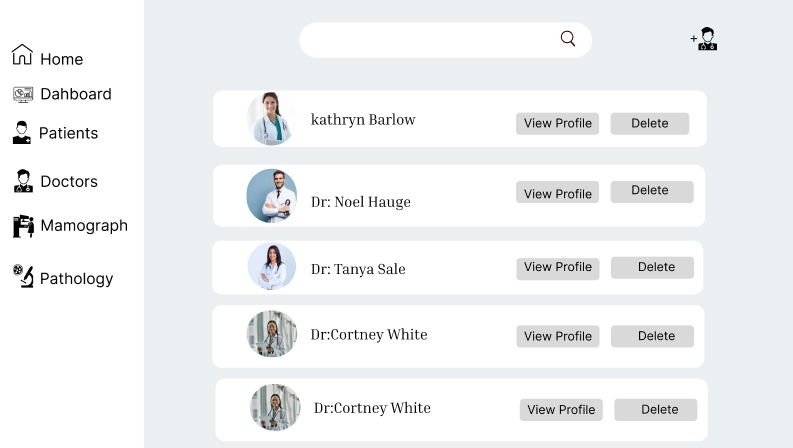 Home
Dahboard
Patients
Doctors
Mamograph
Pathology
+
kathryn Barlow
View Profile
Delete
Dr: Noel Hauge
View Profile
Delete
Dr: Tanya Sale
View Profile
Delete
Dr:Cortney White
View Profile
Delete
Dr:Cortney White
View Profile
Delete